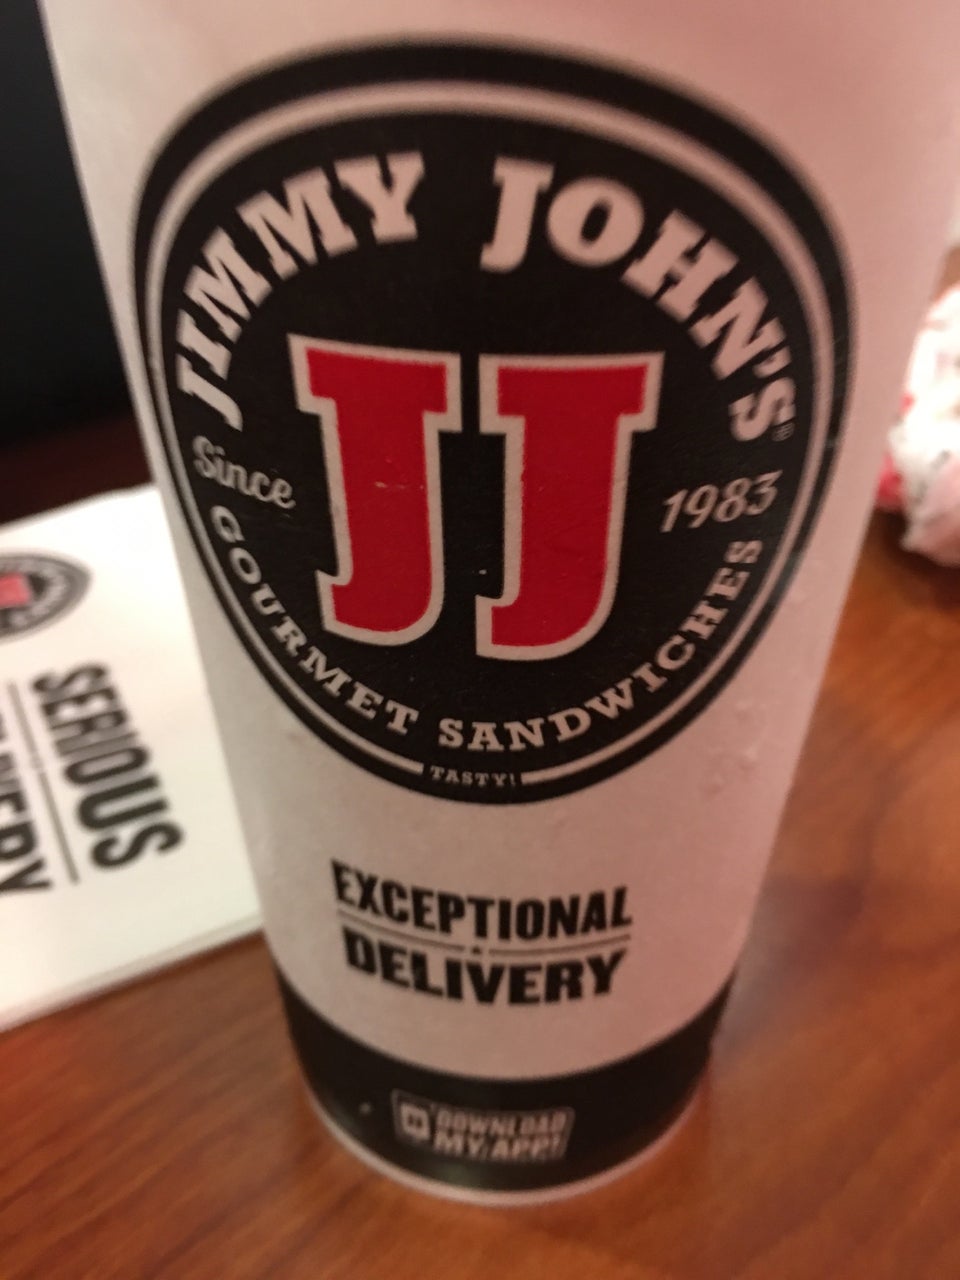 JIMMY JOHN'S®
JJ
Since 1983
GOURMET SANDWICHES
TASTY!
EXCEPTIONAL
DELIVERY
DOWNLOAD
MY APP!
SERIOUS